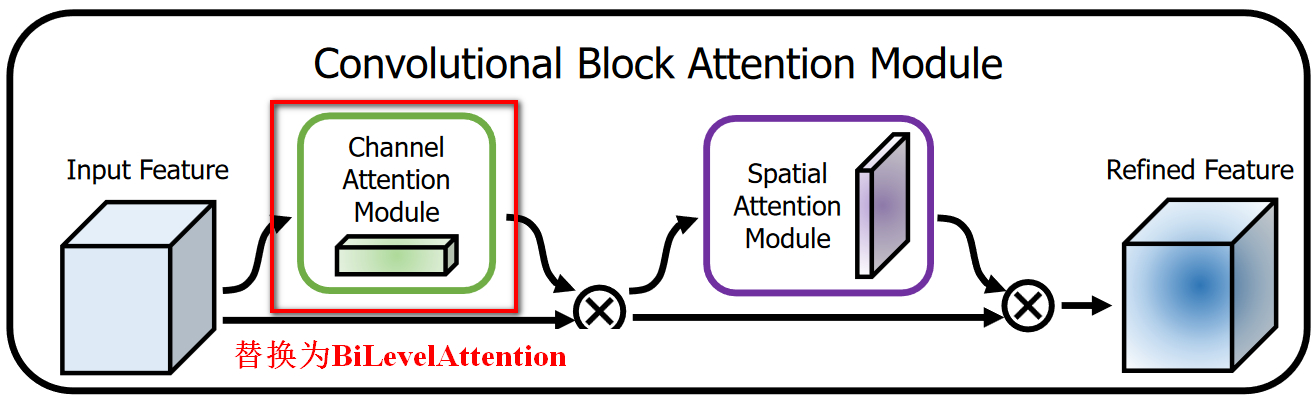 Convolutional Block Attention Module
Input Feature
Channel
Attention
Module
Spatial
Attention
Module
Refined Feature
替换为BiLevelAttention